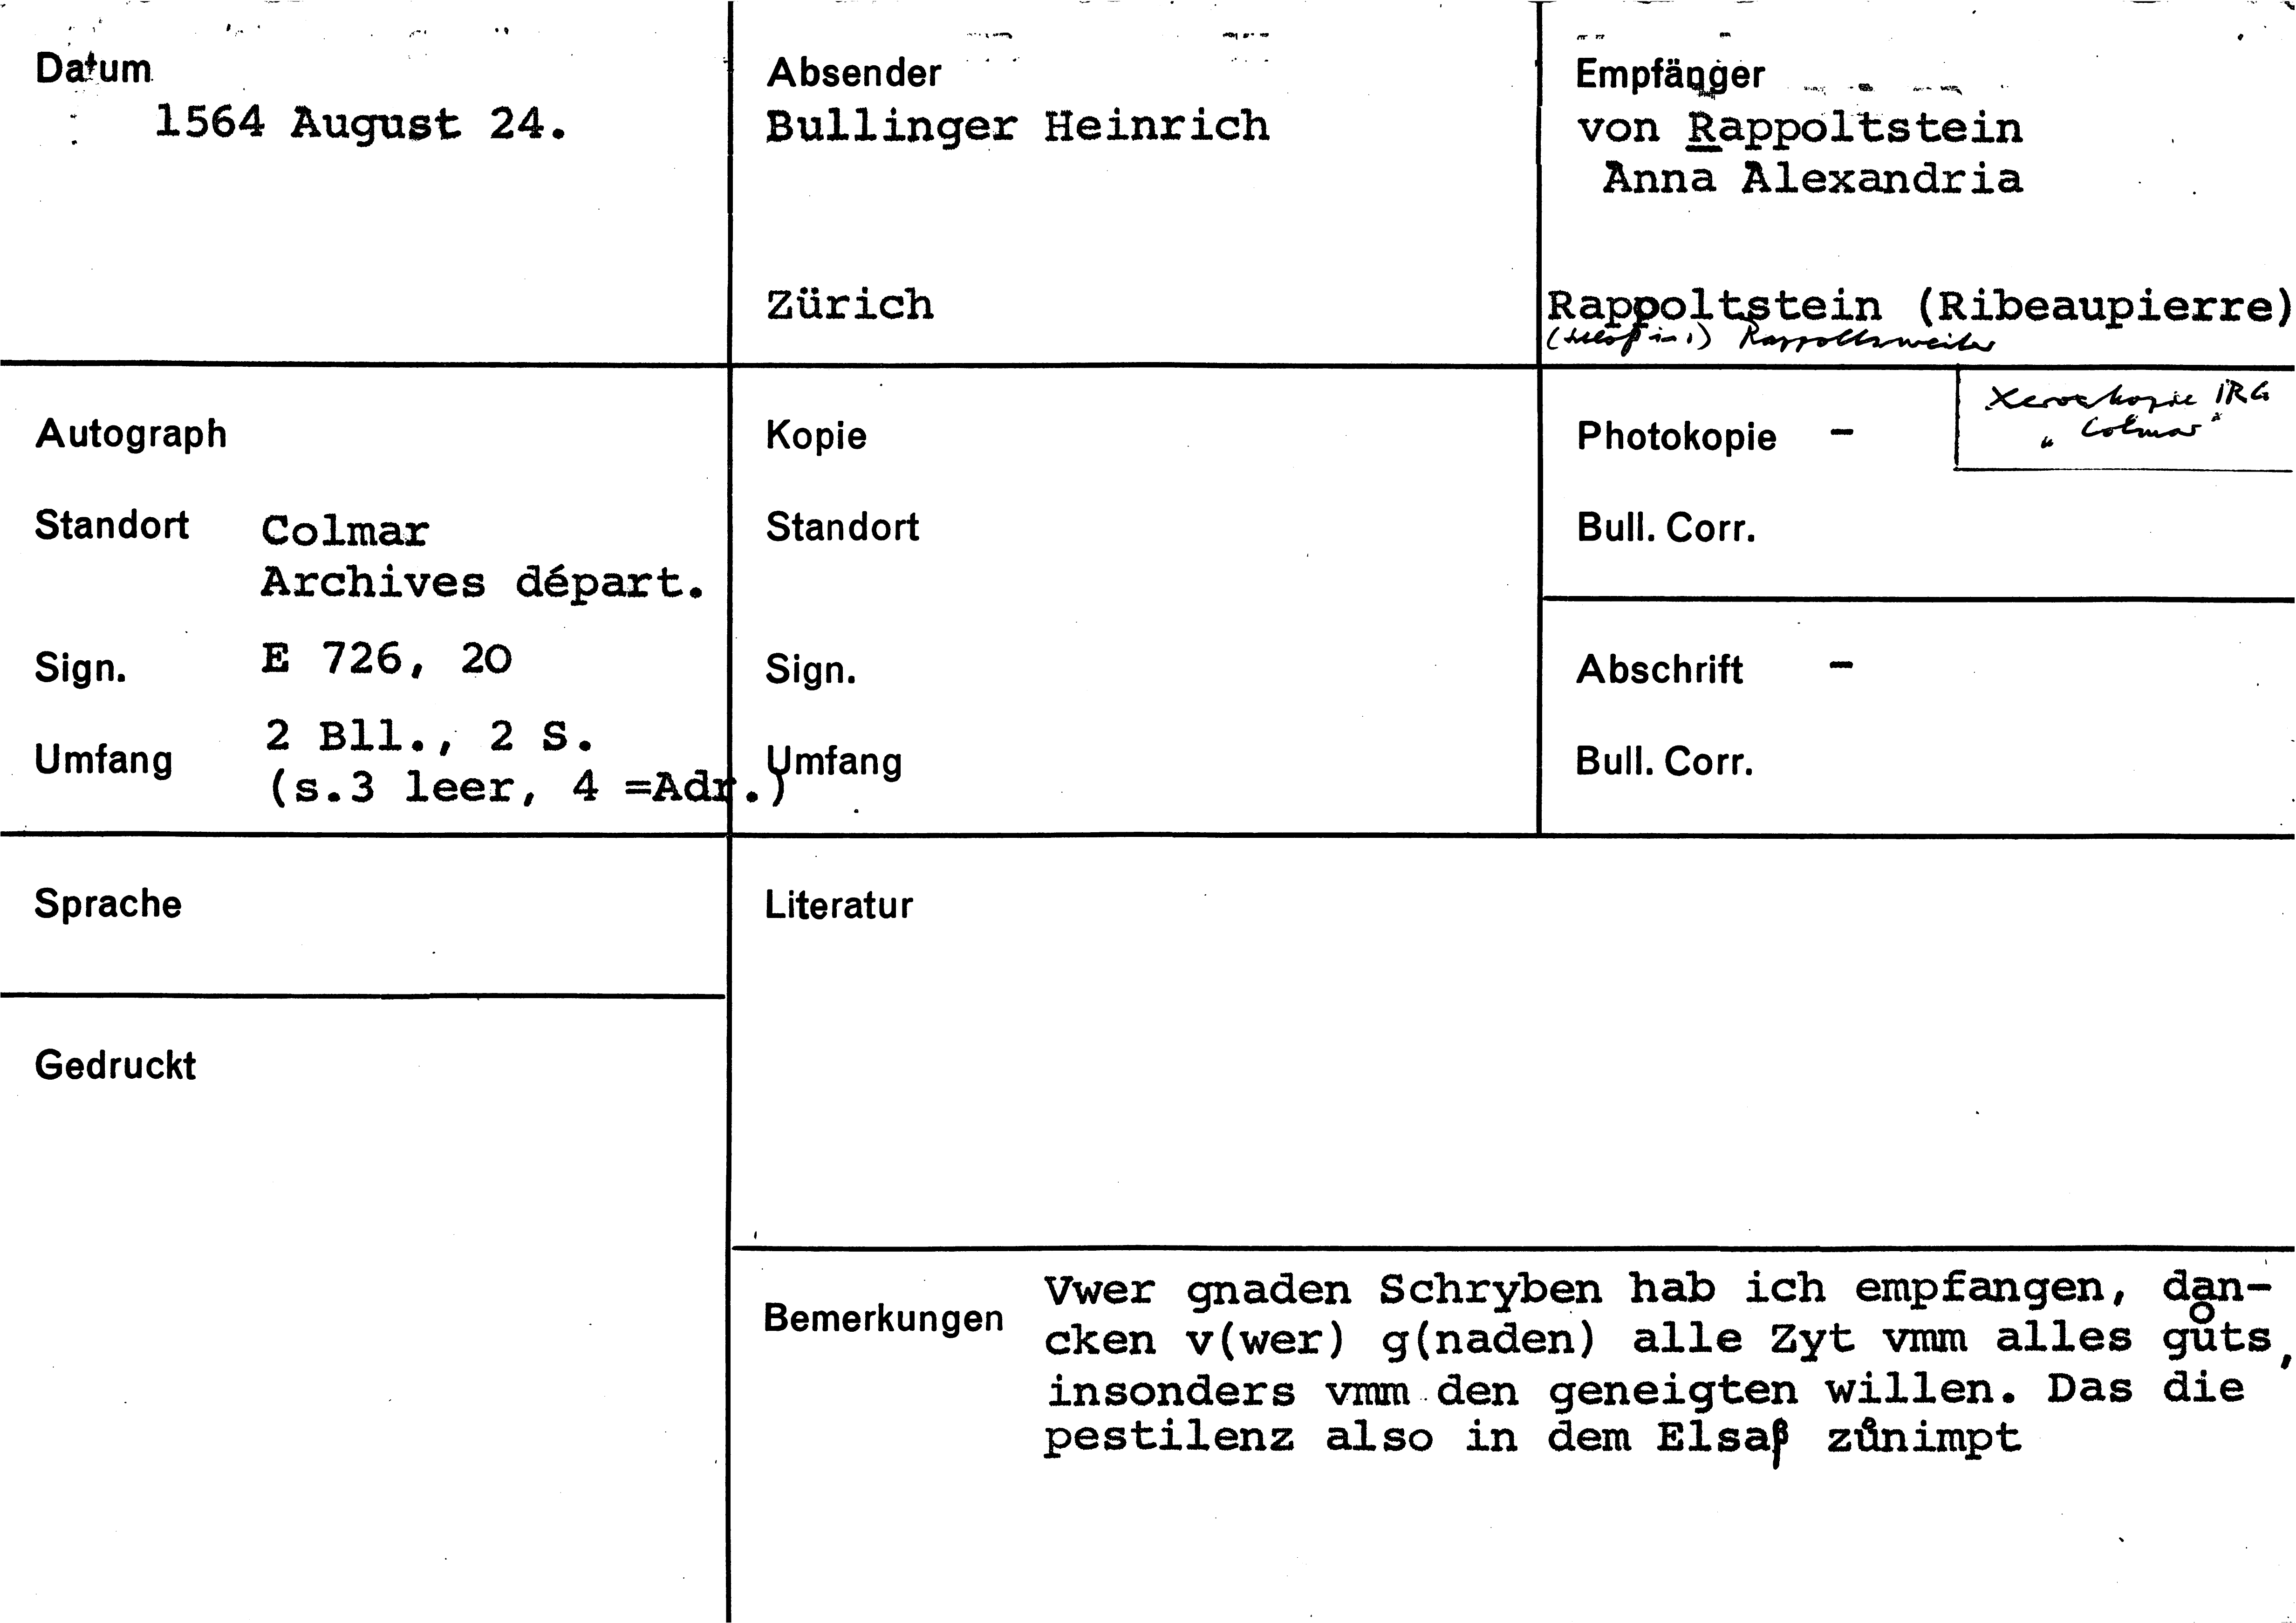 Datum
1564 August 24.
Absender
Bullinger Heinrich
Zürich
Empfänger
von Rappoltstein
Anna Alexandria
Rappoltstein (Ribeaupierre)
Rappoltsweiler
Autograph
Standort Colmar
Archives départ.
Sign. E 726, 20
Umfang 2 Bll., 2 S.
(s.3 leer, 4 =Adr.)
Kopie
Standort
Sign.
Umfang
Photokopie -
Xerokopie IRG
"Colmar"
Bull. Corr.
Abschrift -
Bull. Corr.
Sprache
Gedruckt
Literatur
Bemerkungen
Vwer gnaden Schryben hab ich empfangen, dan-
cken v(wer) g(naden) alle Zyt vmm alles gůts,
insonders vmm den geneigten willen. Das die
pestilenz also in dem Elsaß zůnimpt